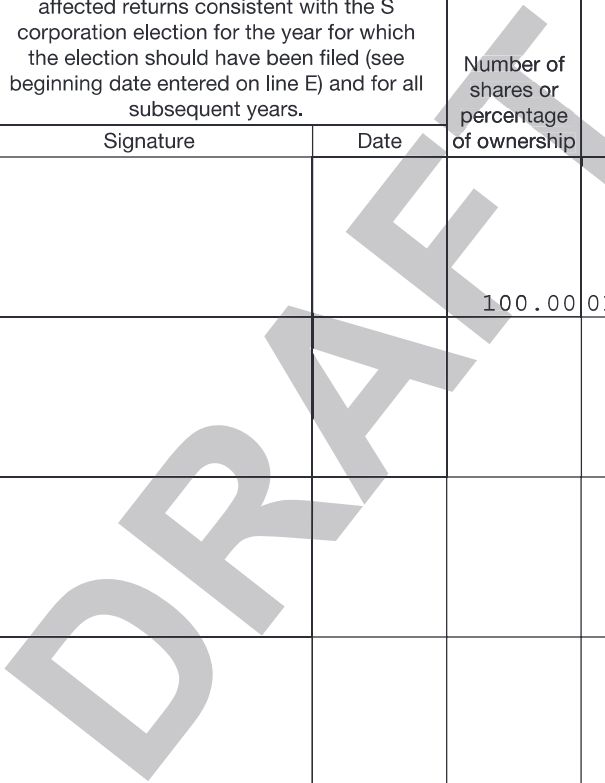 affected returns consistent with the S
corporation election for the year for which
the election should have been filed (see
beginning date entered on line E) and for all
subsequent years.
Signature
Date
Number of
shares or
percentage
of ownership
100.00
DRAFT